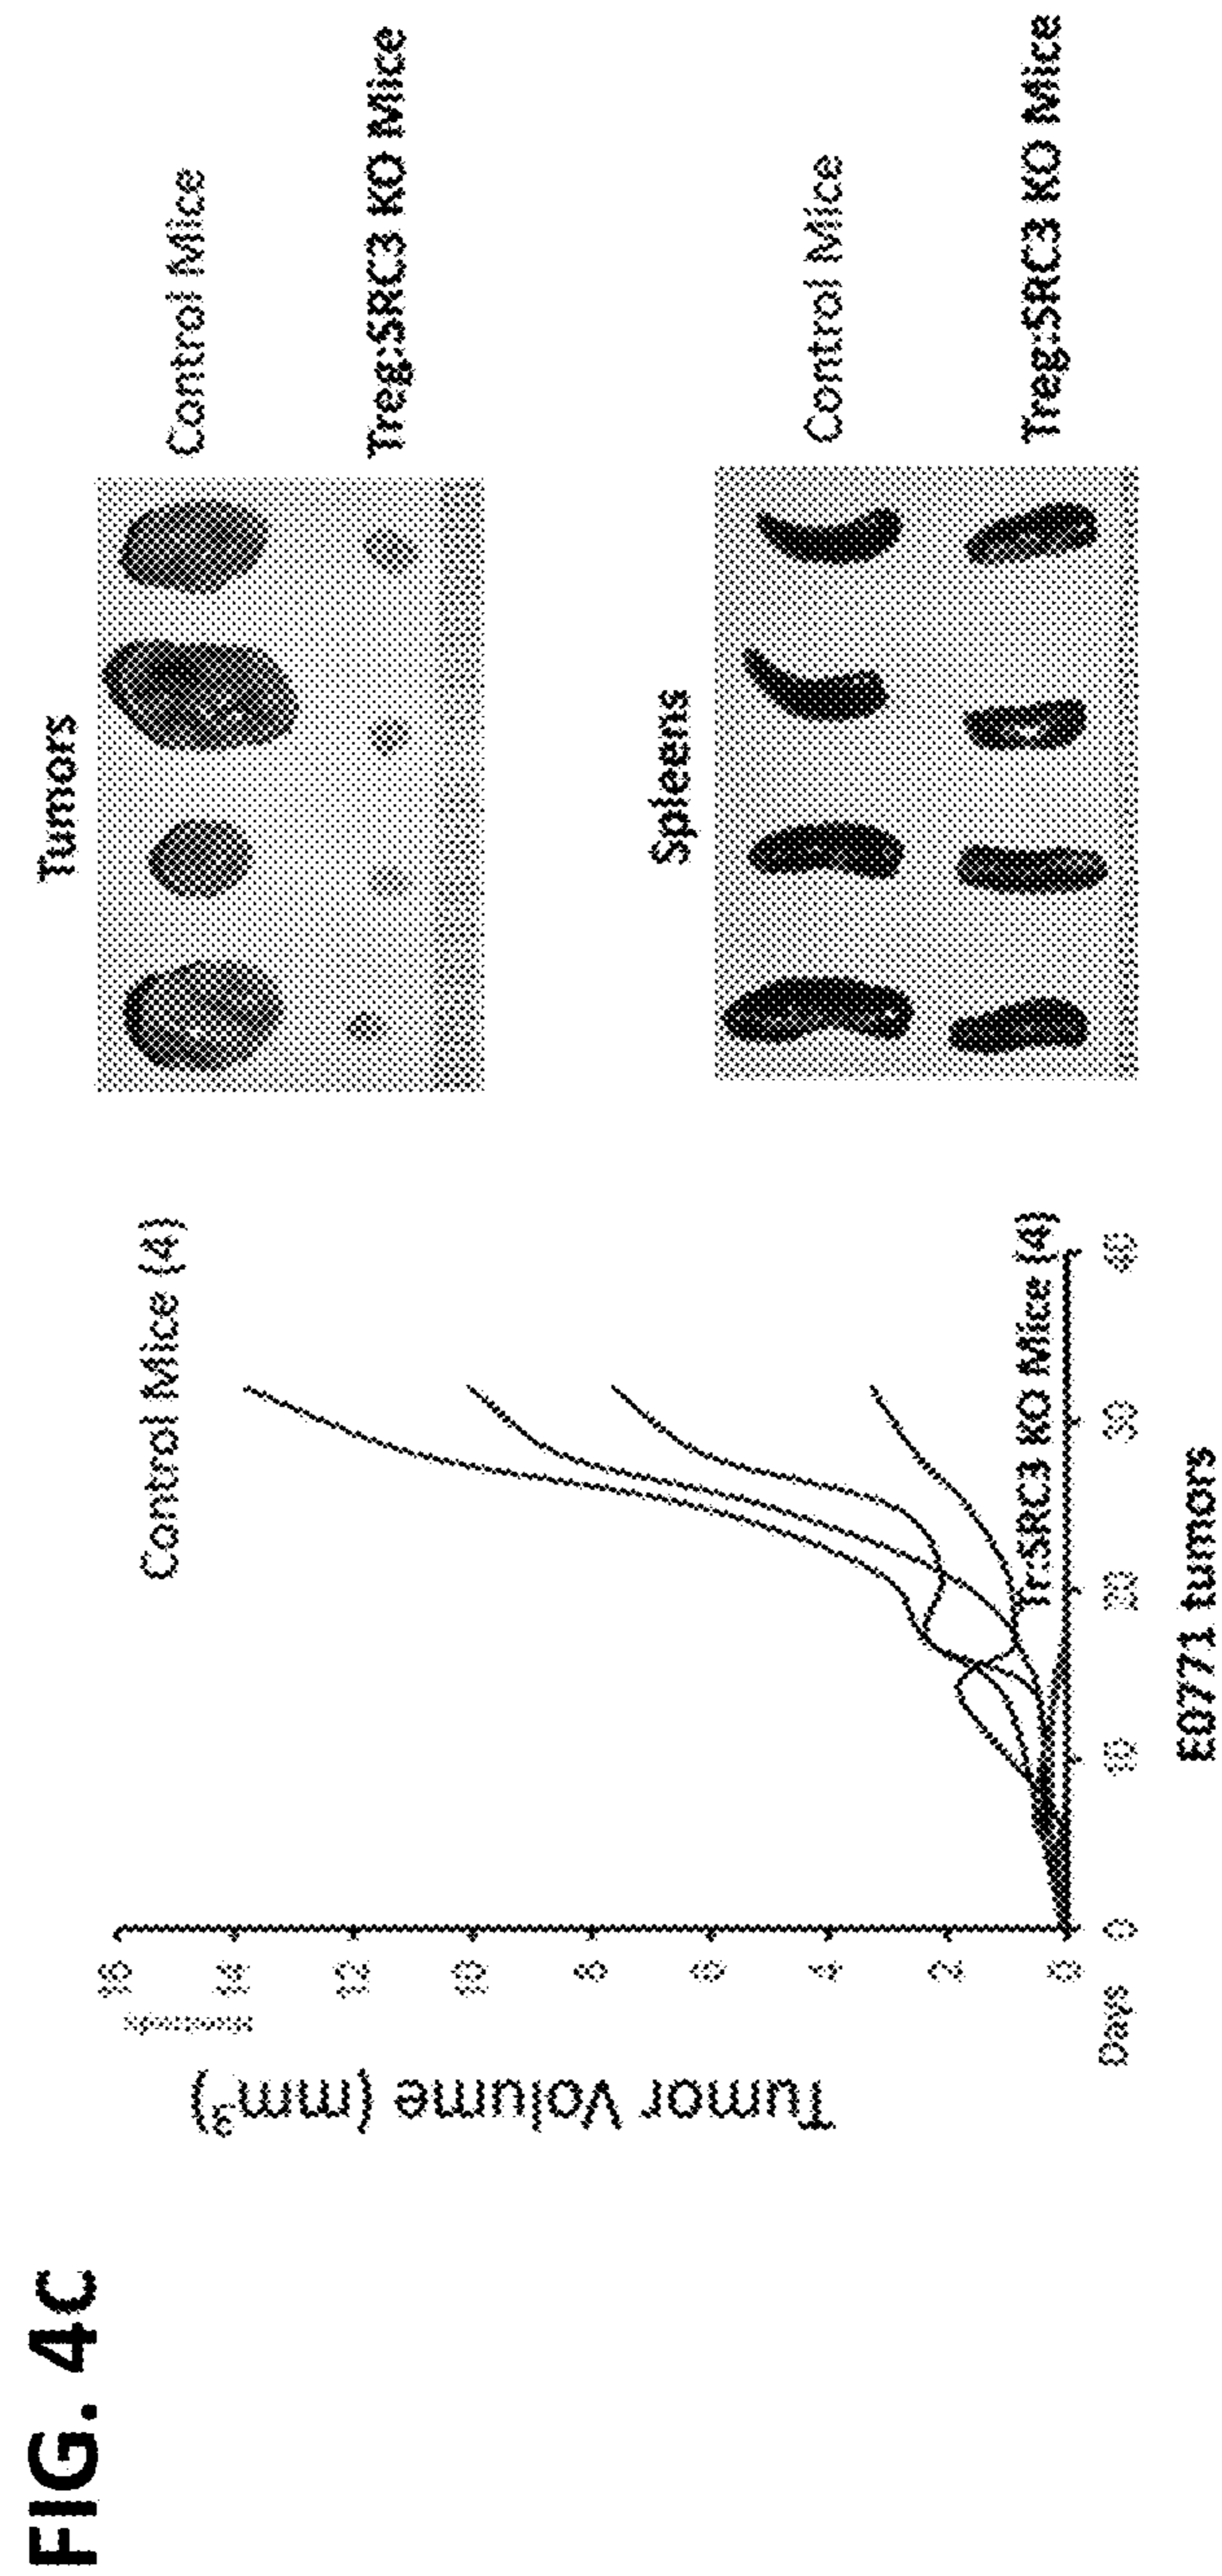 FIG. 4C
Tumor Volume (mm³)
16
14
12
10
8
6
4
2
0
Days
0
10
20
30
40
E0771 tumors
Control Mice (4)
Tr:SRC3 KO Mice (4)
Tumors
Control Mice
Treg:SRC3 KO Mice
Spleens
Control Mice
Treg:SRC3 KO Mice